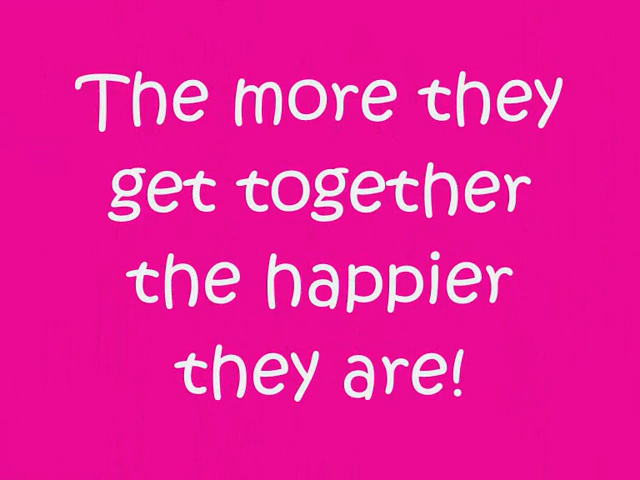 The more they
get together
the happier
they are!